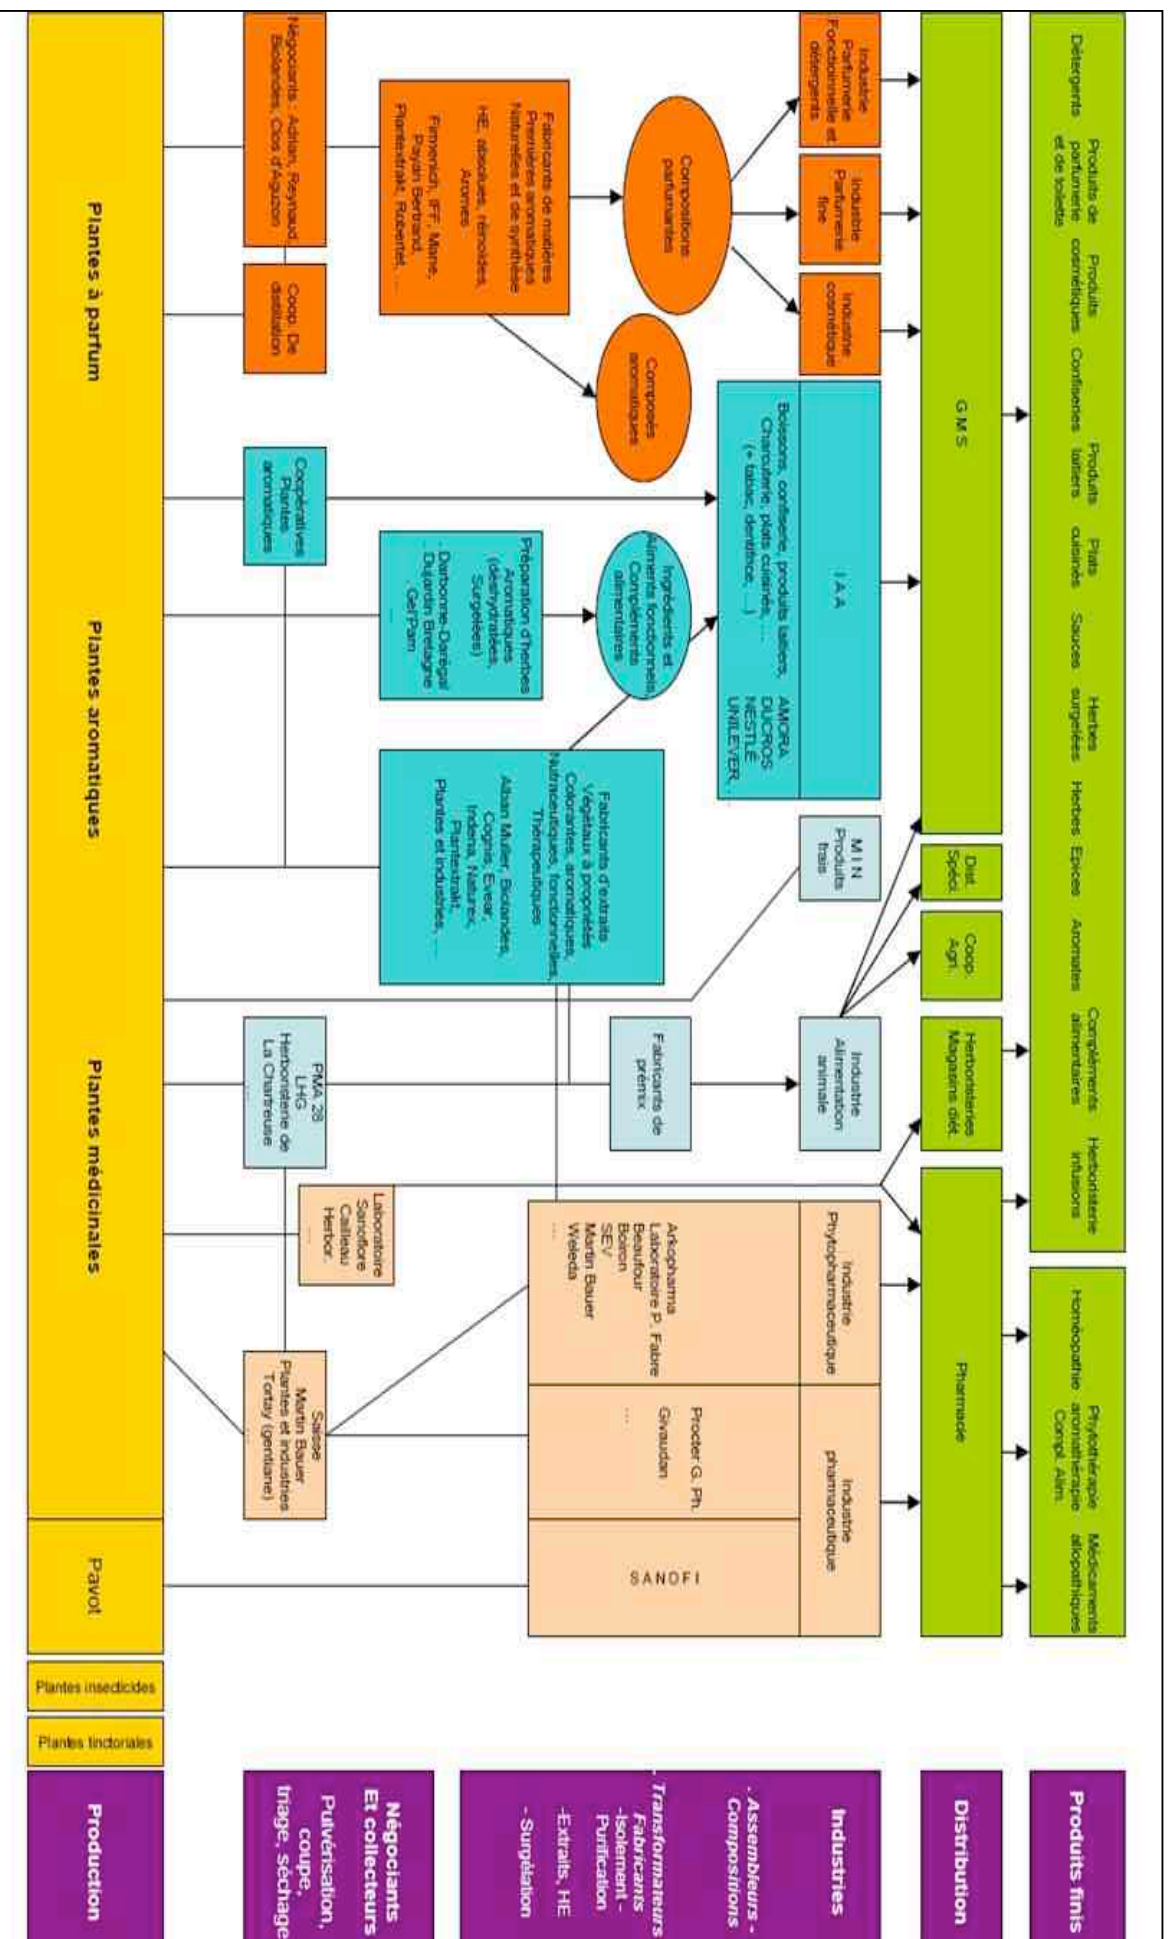 Détergents
Produits de
parfumerie
et de toilette
Produits
cosmétiques
Confiseries
Produits
laitiers
Plats
cuisinés
Sauces
Herbes
surgelées
Herbes
Epices
Aromates
Compléments
alimentaires
Herboristerie
infusions
Homéopathie
Phytothérapie
aromathérapie
Compl. Alim.
Médicaments
allopathiques
Produits finis
G M S
Dist.
Spéci.
Coop.
Agri.
Herboristeries
Magasins diét.
Pharmacie
Distribution
Industrie
Parfumerie
Fonctionnelle et
détergents
Industrie
Parfumerie
fine
Industrie
cosmétique
I A A
Boissons, confiserie, produits laitiers,
Charcuterie, plats cuisinés, ...
(+ tabac, dentifrice, ...)
AMORA
DUCROS
NESTLÉ
UNILEVER, ...
M I N
Produits
frais
Industrie
Alimentation
animale
Industrie
Phytopharmaceutique
Arkopharma
Laboratoire P. Fabre
Beaufour
Boiron
SEV
Martin Bauer
Weleda
...
Industrie
pharmaceutique
Procter G. Ph.
Givaudan
...
SANOFI
Industries
. Assembleurs -
Compositions
. Transformateurs
Fabricants
-Isolement -
Purification
-Extraits, HE
- Surgélation
Compositions
parfumantes
Composés
aromatiques
Ingrédients et
Aliments fonctionnels,
Compléments
alimentaires
Fabricants de
prémix
Fabricants de matières
Premières aromatiques
Naturelles et de synthèse
HE, absolues, rénoïdes,
Aromes
Firmenich, IFF, Mane,
Payan Bertrand,
Plantextrakt, Robertet, ...
Préparation d'herbes
Aromatiques
(déshydratées,
Surgelées)
. Darbonne-Darégal
. Dujardin Bretagne
. Gel'Pam
...
Fabricants d'extraits
Végétaux à propriétés
Colorantes, aromatiques,
Nutraceutiques, fonctionnelles,
Thérapeutiques
Alban Muller, Biolandes,
Cognis, Evear,
Indena, Naturex,
Plantextrakt,
Plantes et industries, ...
Négociants : Adrian, Reynaud,
Biolandes, Clos d'Aguzon
Coop. De
distillation
Coopératives
Plantes
aromatiques
PMA 28
LHG
Herboristerie de
La Chartreuse
...
Laboratoire
Sanoflore
Cailleau
Herbor.
...
Saisse
Martin Bauer
Plantes et industries
Tortay (gentiane)
...
Négociants
Et collecteurs
Pulvérisation,
coupe,
triage, séchage
Plantes à parfum
Plantes aromatiques
Plantes médicinales
Pavot
Plantes insecticides
Plantes tinctoriales
Production